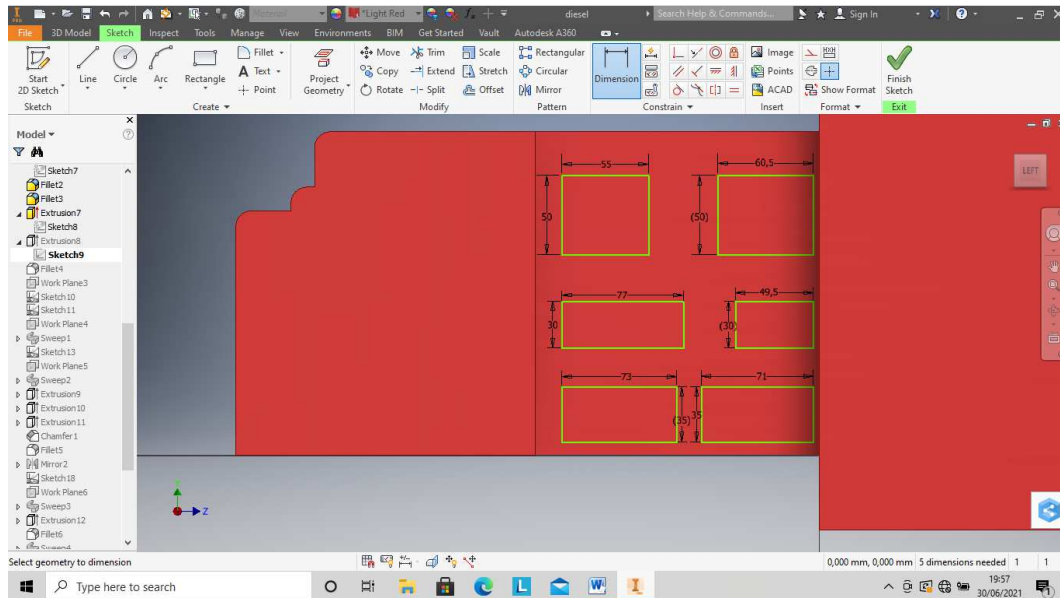 PRO
Material
*Light Red
diesel
Search Help & Commands...
Sign In
File 3D Model Sketch Inspect Tools Manage View Environments BIM Get Started Vault Autodesk A360
Start 2D Sketch
Line
Circle
Arc
Rectangle
Fillet
Text
Point
Project Geometry
Move Trim Scale
Copy Extend Stretch
Rotate Split Offset
Rectangular
Circular
Mirror
Dimension
Image
Points
ACAD
Show Format
Finish Sketch
Sketch Create Modify Pattern Constrain Insert Format Exit
Model
Sketch7
Fillet2
Fillet3
Extrusion7
Sketch8
Extrusion8
Sketch9
Fillet4
Work Plane3
Sketch10
Sketch11
Work Plane4
Sweep1
Sketch13
Work Plane5
Sweep2
Extrusion9
Extrusion10
Extrusion11
Chamfer1
Fillet5
Mirror2
Sketch18
Work Plane6
Sweep3
Extrusion12
Fillet6
LEFT
55
60,5
50
(50)
77
49,5
30
(30)
73
71
(35)
35
Y
Z
Select geometry to dimension
0,000 mm, 0,000 mm 5 dimensions needed 1 1
Type here to search
19:57
30/06/2021